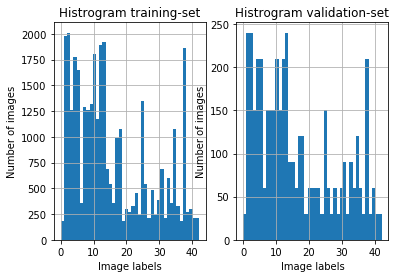 Histrogram training-set
Number of images
2000
1750
1500
1250
1000
750
500
250
0
0 10 20 30 40
Image labels
Histrogram validation-set
Number of images
250
200
150
100
50
0
0 10 20 30 40
Image labels